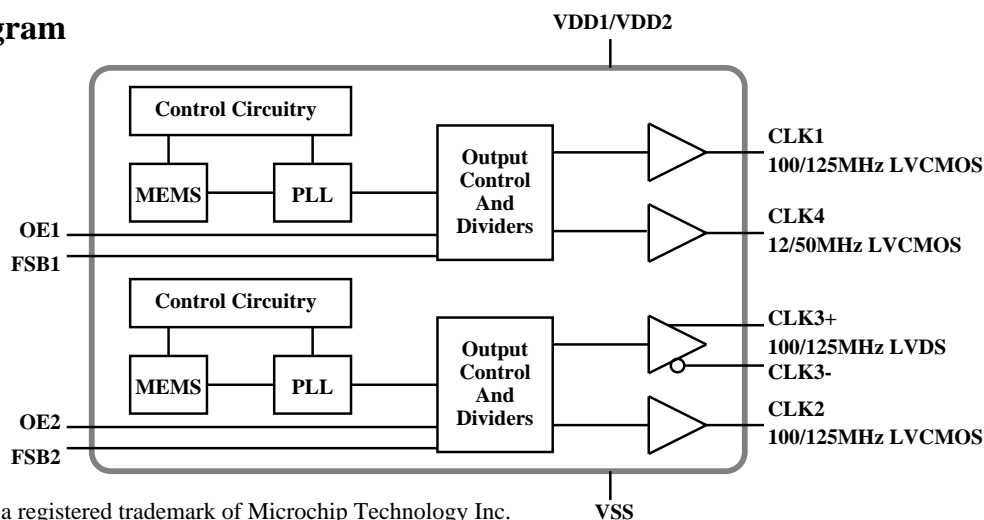 gram
VDD1/VDD2
Control Circuitry
MEMS
PLL
Output
Control
And
Dividers
CLK1
100/125MHz LVCMOS
CLK4
12/50MHz LVCMOS
OE1
FSB1
Control Circuitry
MEMS
PLL
Output
Control
And
Dividers
CLK3+
100/125MHz LVDS
CLK3-
CLK2
100/125MHz LVCMOS
OE2
FSB2
a registered trademark of Microchip Technology Inc.
VSS